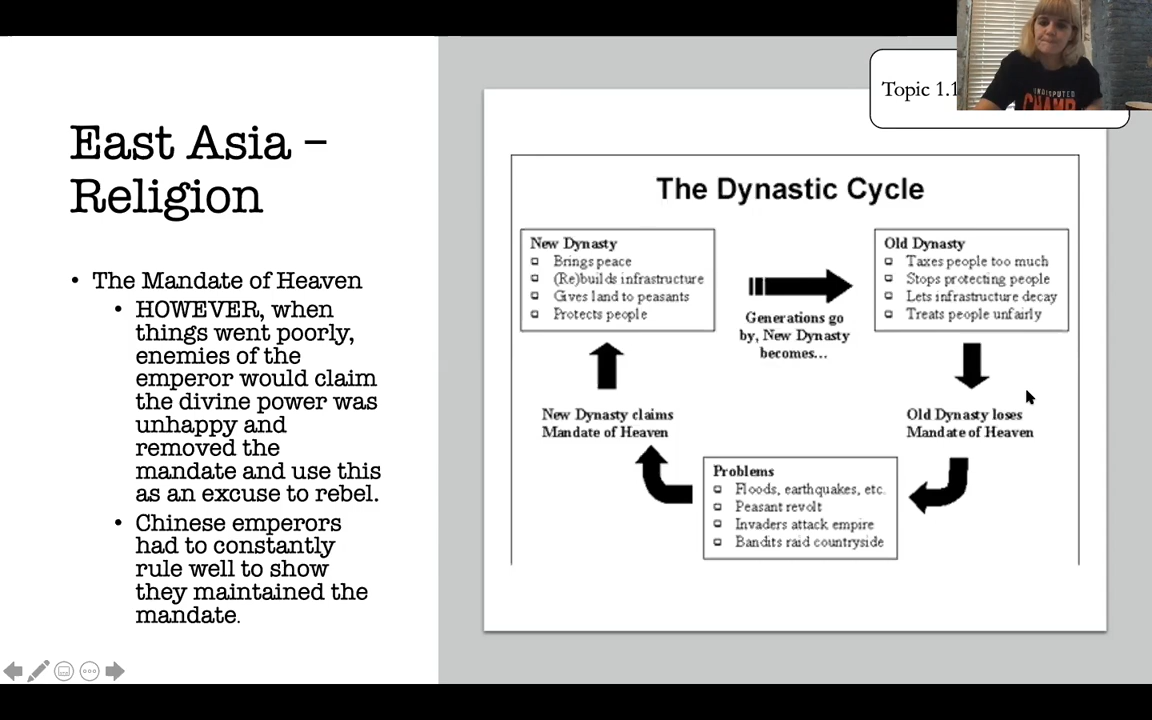 East Asia –
Religion
• The Mandate of Heaven
• HOWEVER, when
things went poorly,
enemies of the
emperor would claim
the divine power was
unhappy and
removed the
mandate and use this
as an excuse to rebel.
• Chinese emperors
had to constantly
rule well to show
they maintained the
mandate.
Topic 1.1
UNDISPUTED
CHAMP
The Dynastic Cycle
New Dynasty
Brings peace
(Re)builds infrastructure
Gives land to peasants
Protects people
Generations go
by, New Dynasty
becomes...
Old Dynasty
Taxes people too much
Stops protecting people
Lets infrastructure decay
Treats people unfairly
Old Dynasty loses
Mandate of Heaven
Problems
Floods, earthquakes, etc.
Peasant revolt
Invaders attack empire
Bandits raid countryside
New Dynasty claims
Mandate of Heaven